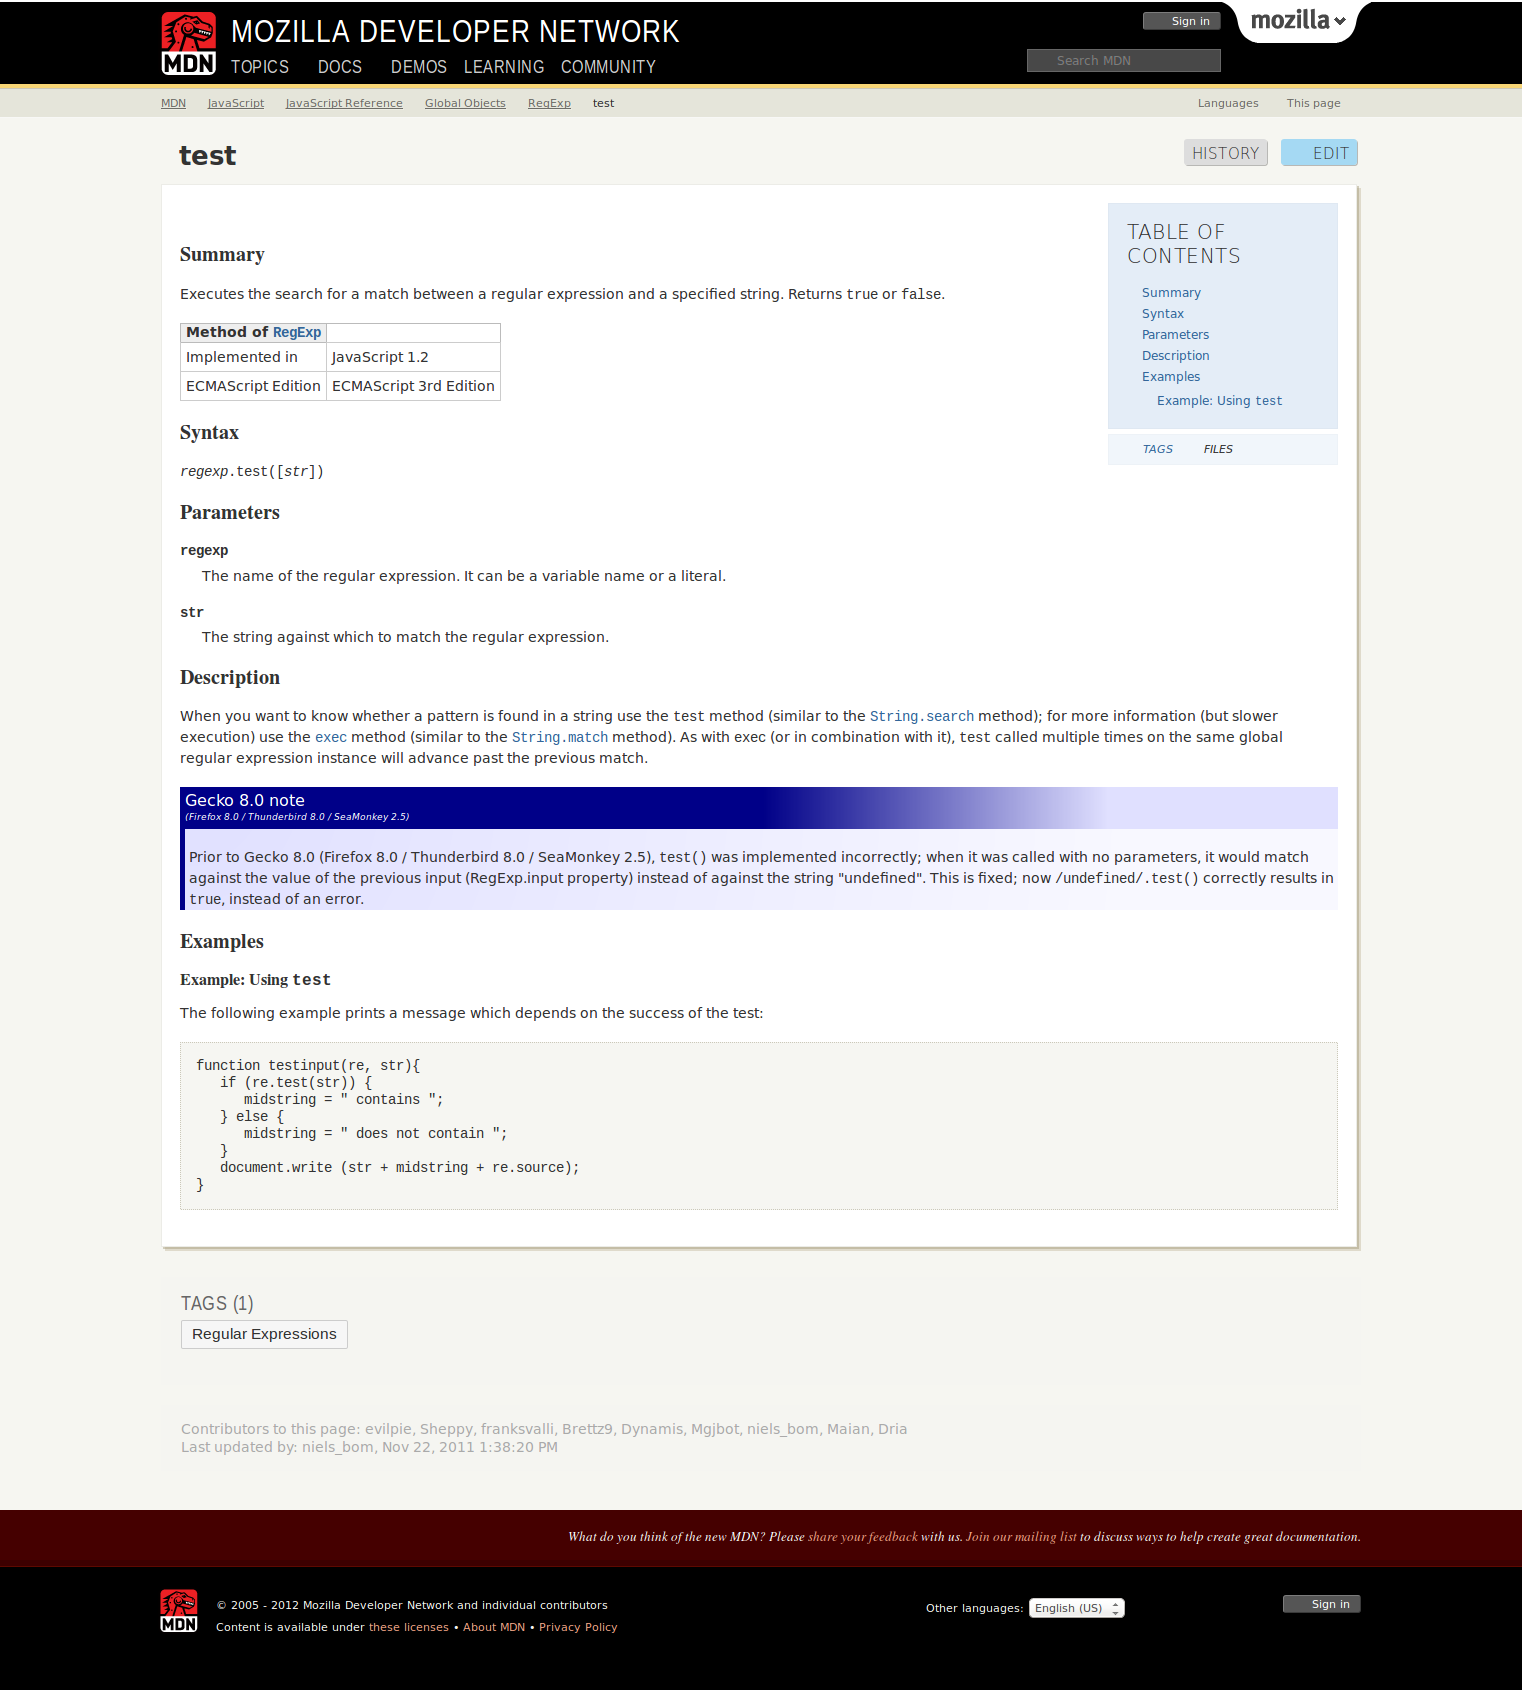 MDN
MOZILLA DEVELOPER NETWORK
Sign in
mozilla
TOPICS DOCS DEMOS LEARNING COMMUNITY
Search MDN
MDN JavaScript JavaScript Reference Global Objects RegExp test
Languages This page
test
HISTORY EDIT
TABLE OF
CONTENTS
Summary
Syntax
Parameters
Description
Examples
Example: Using test
TAGS FILES
Summary
Executes the search for a match between a regular expression and a specified string. Returns true or false.
Method of RegExp
Implemented in JavaScript 1.2
ECMAScript Edition ECMAScript 3rd Edition
Syntax
regexp.test([str])
Parameters
regexp
The name of the regular expression. It can be a variable name or a literal.
str
The string against which to match the regular expression.
Description
When you want to know whether a pattern is found in a string use the test method (similar to the String.search method); for more information (but slower
execution) use the exec method (similar to the String.match method). As with exec (or in combination with it), test called multiple times on the same global
regular expression instance will advance past the previous match.
Gecko 8.0 note
(Firefox 8.0 / Thunderbird 8.0 / SeaMonkey 2.5)
Prior to Gecko 8.0 (Firefox 8.0 / Thunderbird 8.0 / SeaMonkey 2.5), test() was implemented incorrectly; when it was called with no parameters, it would match
against the value of the previous input (RegExp.input property) instead of against the string "undefined". This is fixed; now /undefined/.test() correctly results in
true, instead of an error.
Examples
Example: Using test
The following example prints a message which depends on the success of the test:
function testinput(re, str){
   if (re.test(str)) {
      midstring = " contains ";
   } else {
      midstring = " does not contain ";
   }
   document.write (str + midstring + re.source);
}
TAGS (1)
Regular Expressions
Contributors to this page: evilpie, Sheppy, franksvalli, Brettz9, Dynamis, Mgjbot, niels_bom, Maian, Dria
Last updated by: niels_bom, Nov 22, 2011 1:38:20 PM
What do you think of the new MDN? Please share your feedback with us. Join our mailing list to discuss ways to help create great documentation.
MDN
© 2005 - 2012 Mozilla Developer Network and individual contributors
Content is available under these licenses • About MDN • Privacy Policy
Other languages: English (US)
Sign in